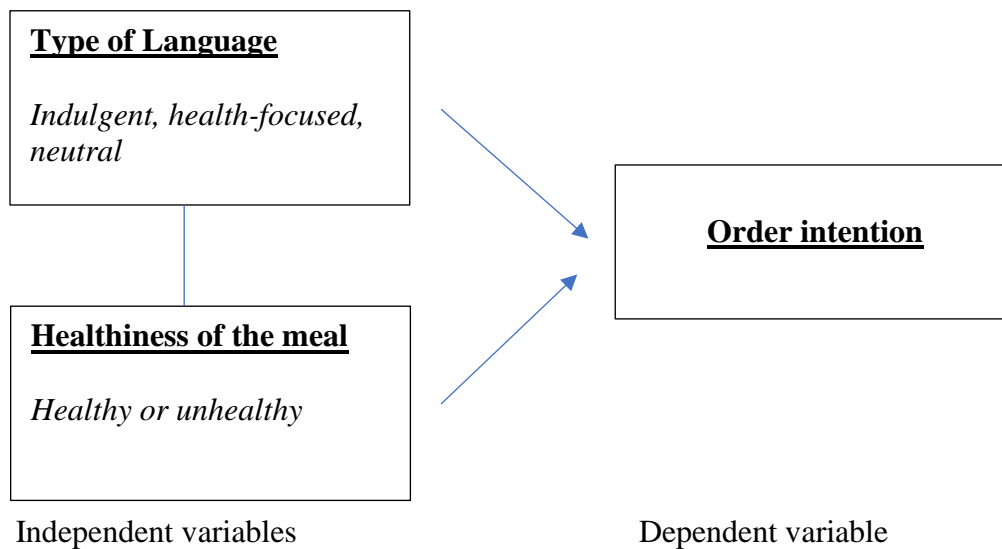 Type of Language
Indulgent, health-focused,
neutral
Order intention
Healthiness of the meal
Healthy or unhealthy
Independent variables
Dependent variable